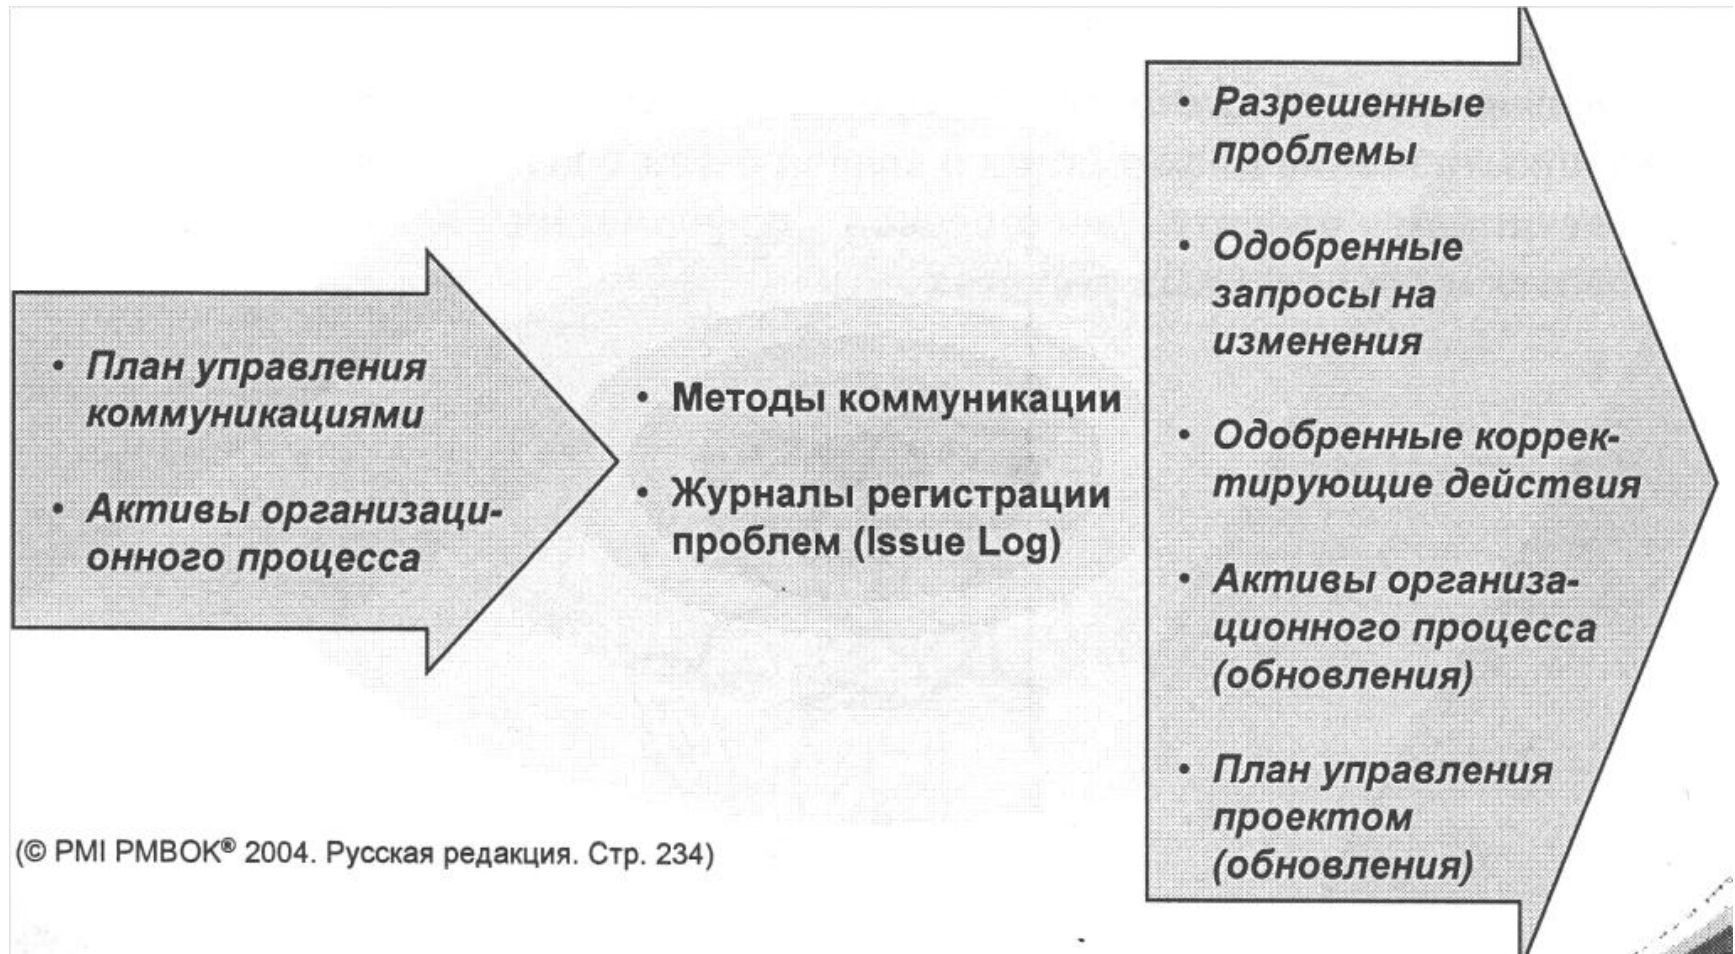 • План управления
коммуникациями
• Активы организаци-
онного процесса
• Методы коммуникации
• Журналы регистрации
проблем (Issue Log)
• Разрешенные
проблемы
• Одобренные
запросы на
изменения
• Одобренные коррек-
тирующие действия
• Активы организа-
ционного процесса
(обновления)
• План управления
проектом
(обновления)
(© PMI PMBOK® 2004. Русская редакция. Стр. 234)